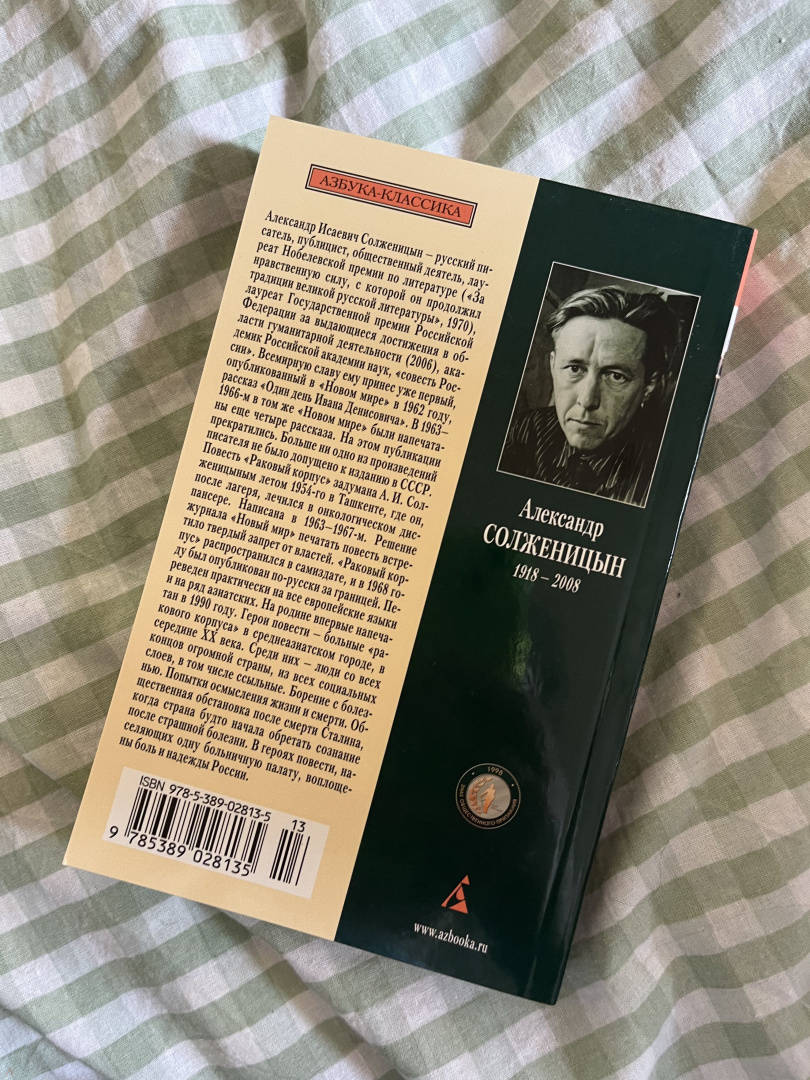 АЗБУКА-КЛАССИКА
Александр Исаевич Солженицын – русский пи-
сатель, публицист, общественный деятель, лау-
реат Нобелевской премии по литературе («За
нравственную силу, с которой он продолжил
традиции великой русской литературы», 1970),
лауреат Государственной премии Российской
Федерации за выдающиеся достижения в об-
ласти гуманитарной деятельности (2006), ака-
демик Российской академии наук, «совесть Рос-
сии». Всемирную славу ему принес уже первый,
опубликованный в «Новом мире» в 1962 году,
рассказ «Один день Ивана Денисовича». В 1963–
1966-м в том же «Новом мире» были напечата-
ны еще четыре рассказа. На этом публикации
прекратились. Больше ни одно из произведений
писателя не было допущено к изданию в СССР.
Повесть «Раковый корпус» задумана А. И. Сол-
женицыным летом 1954-го в Ташкенте, где он,
после лагеря, лечился в онкологическом дис-
пансере. Написана в 1963–1967-м. Решение
журнала «Новый мир» печатать повесть встре-
тило твердый запрет от властей. «Раковый кор-
пус» распространился в самиздате, и в 1968 го-
ду был опубликован по-русски за границей. Пе-
реведен практически на все европейские языки
и на ряд азиатских. На родине впервые напеча-
тан в 1990 году. Герои повести – больные «ра-
кового корпуса» в среднеазиатском городе, в
середине XX века. Среди них – люди со всех
концов огромной страны, из всех социальных
слоев, в том числе ссыльные. Борение с болез-
нью. Попытки осмысления жизни и смерти. Об-
щественная обстановка после смерти Сталина,
когда страна будто начала обретать сознание
после страшной болезни. В героях повести, на-
селяющих одну больничную палату, воплоще-
ны боль и надежды России.
ISBN 978-5-389-02813-5
13
9 785389 028135
Александр
СОЛЖЕНИЦЫН
1918 – 2008
1998
ЗНАК ОБЩЕСТВЕННОГО ПРИЗНАНИЯ
www.azbooka.ru